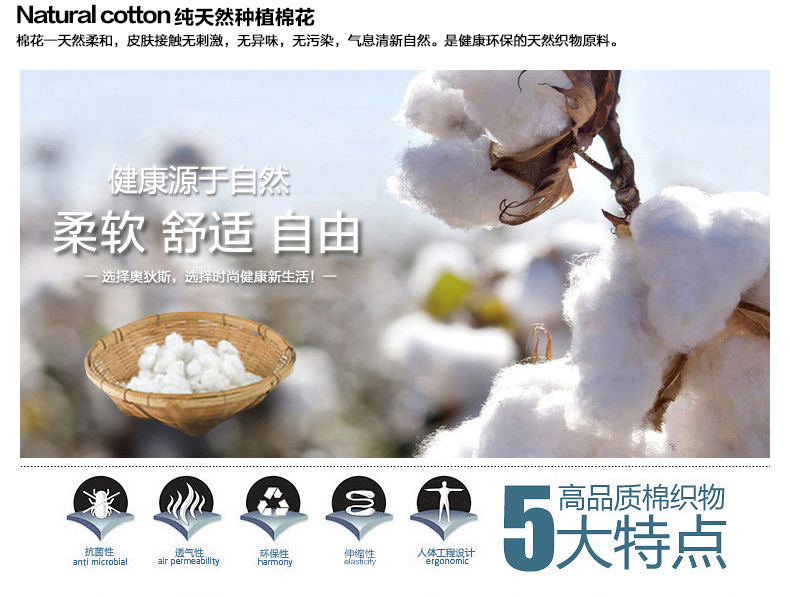 Natural cotton 纯天然种植棉花
棉花一天然柔和，皮肤接触无刺激，无异味，无污染，气息清新自然。是健康环保的天然织物原料。
健康源于自然
柔软 舒适 自由
一 选择奥狄斯，选择时尚健康新生活！一
抗菌性
anti microbial
透气性
air permeability
环保性
harmony
伸缩性
elasticity
人体工程设计
ergonomic
5
高品质棉织物
大特点